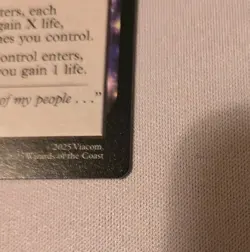 ters, each
gain X life,
nes you control.
control enters,
you gain 1 life.
of my people . . ."
2025 Viacom
2025 Wizards of the Coast